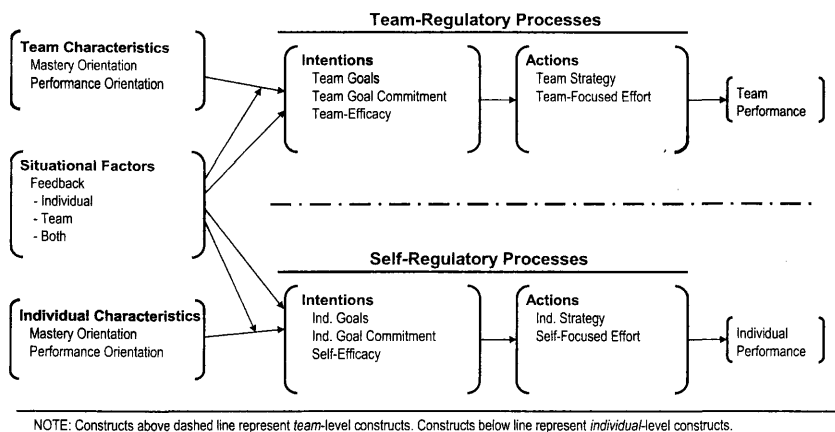 Team-Regulatory Processes
Team Characteristics
Mastery Orientation
Performance Orientation
Intentions
Team Goals
Team Goal Commitment
Team-Efficacy
Actions
Team Strategy
Team-Focused Effort
Team
Performance
Situational Factors
Feedback
- Individual
- Team
- Both
Self-Regulatory Processes
Individual Characteristics
Mastery Orientation
Performance Orientation
Intentions
Ind. Goals
Ind. Goal Commitment
Self-Efficacy
Actions
Ind. Strategy
Self-Focused Effort
Individual
Performance
NOTE: Constructs above dashed line represent team-level constructs. Constructs below line represent individual-level constructs.